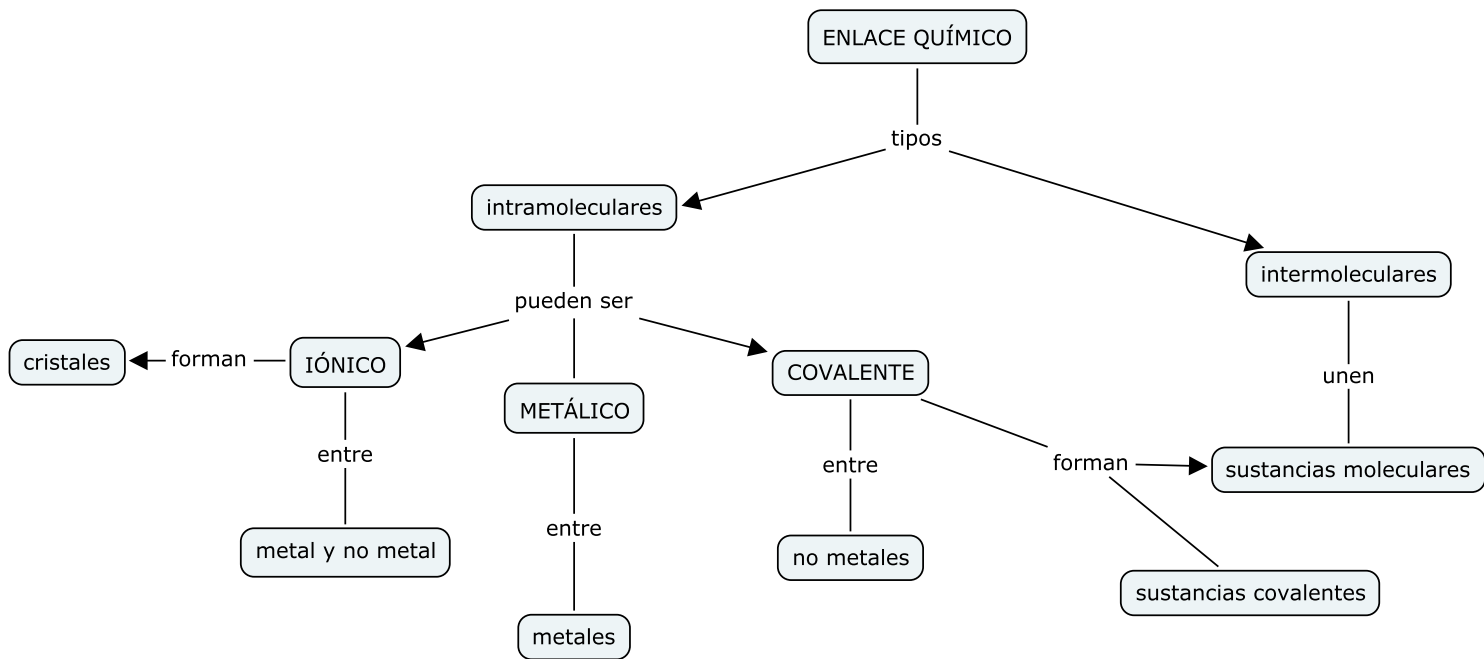 ENLACE QUÍMICO
tipos
intramoleculares
intermoleculares
pueden ser
cristales
forman
IÓNICO
METÁLICO
COVALENTE
unen
entre
entre
forman
sustancias moleculares
entre
metal y no metal
no metales
sustancias covalentes
metales